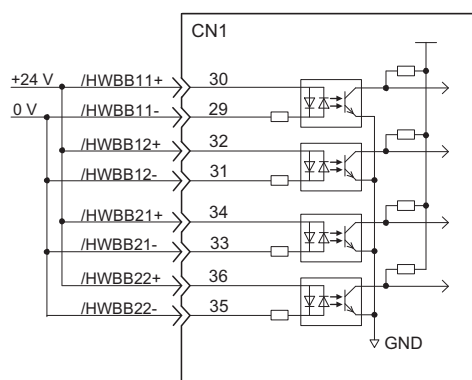 CN1
+24 V /HWBB11+ 30
0 V /HWBB11- 29
/HWBB12+ 32
/HWBB12- 31
/HWBB21+ 34
/HWBB21- 33
/HWBB22+ 36
/HWBB22- 35
GND